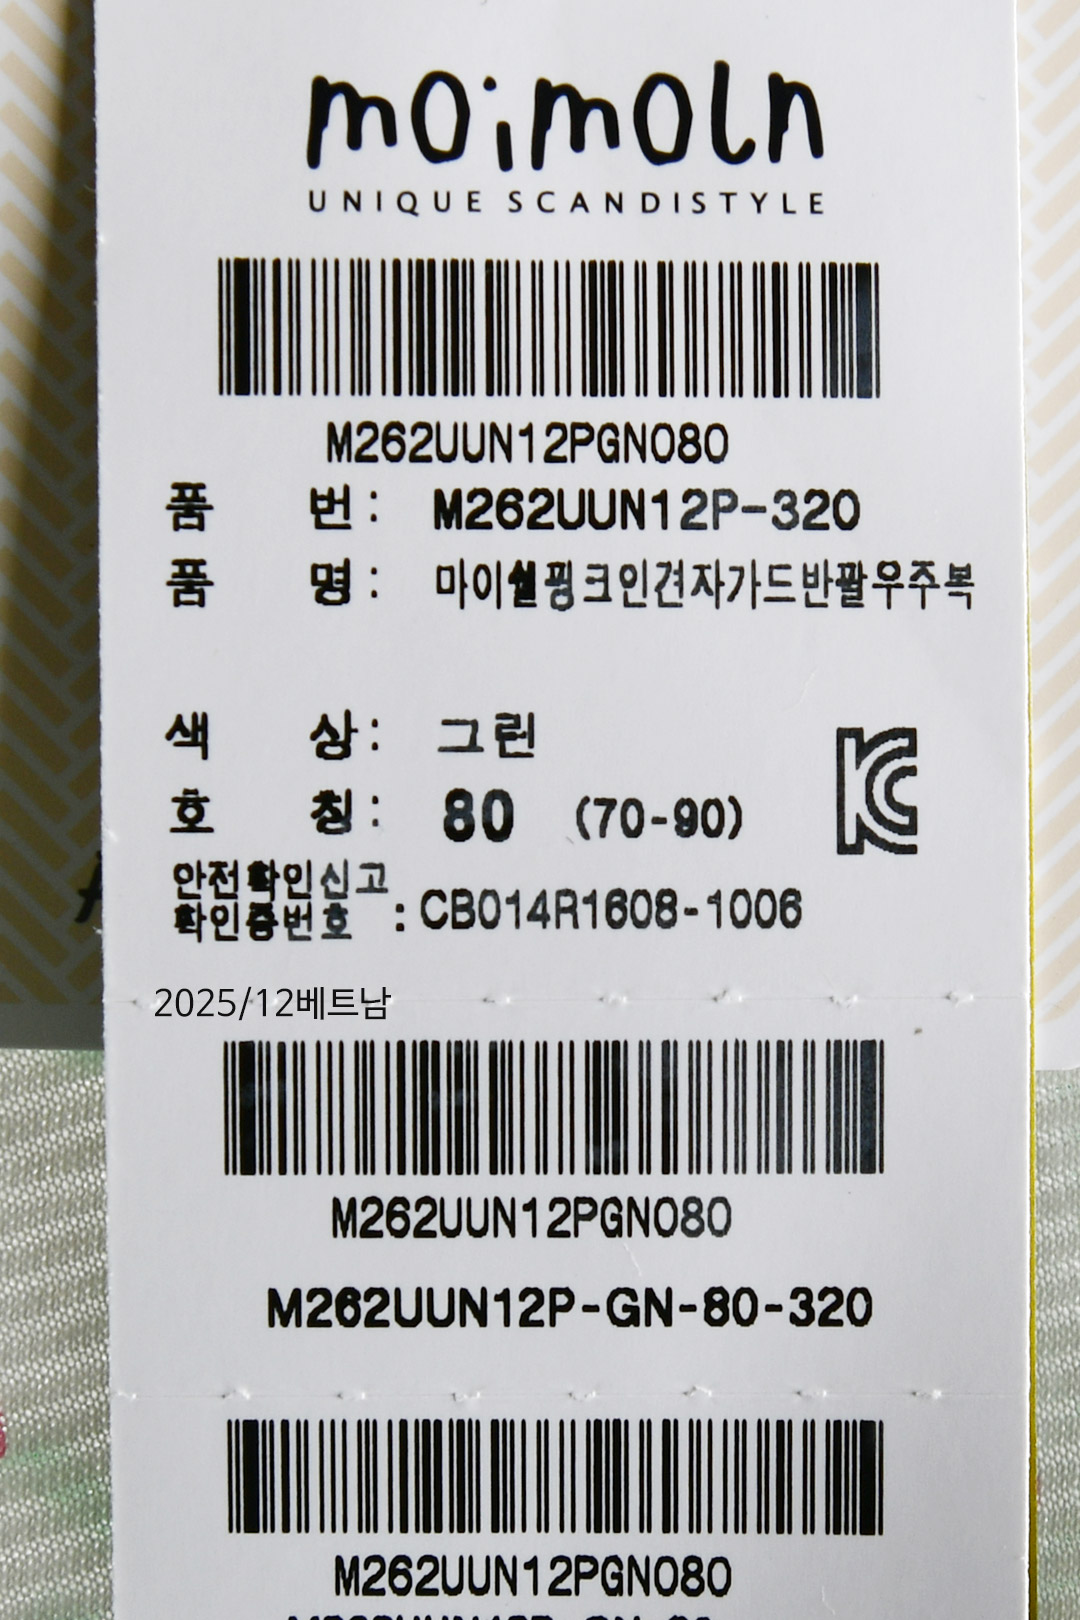 moimoln
UNIQUE SCANDISTYLE
M262UUN12PGN080
품 번 : M262UUN12P-320
품 명 : 마이쉘핑크인견자가드반팔우주복
색 상 : 그린
호 칭 : 80 (70-90)
안전확인신고
확인증번호 : CB014R1608-1006
2025/12베트남
M262UUN12PGN080
M262UUN12P-GN-80-320
M262UUN12PGN080